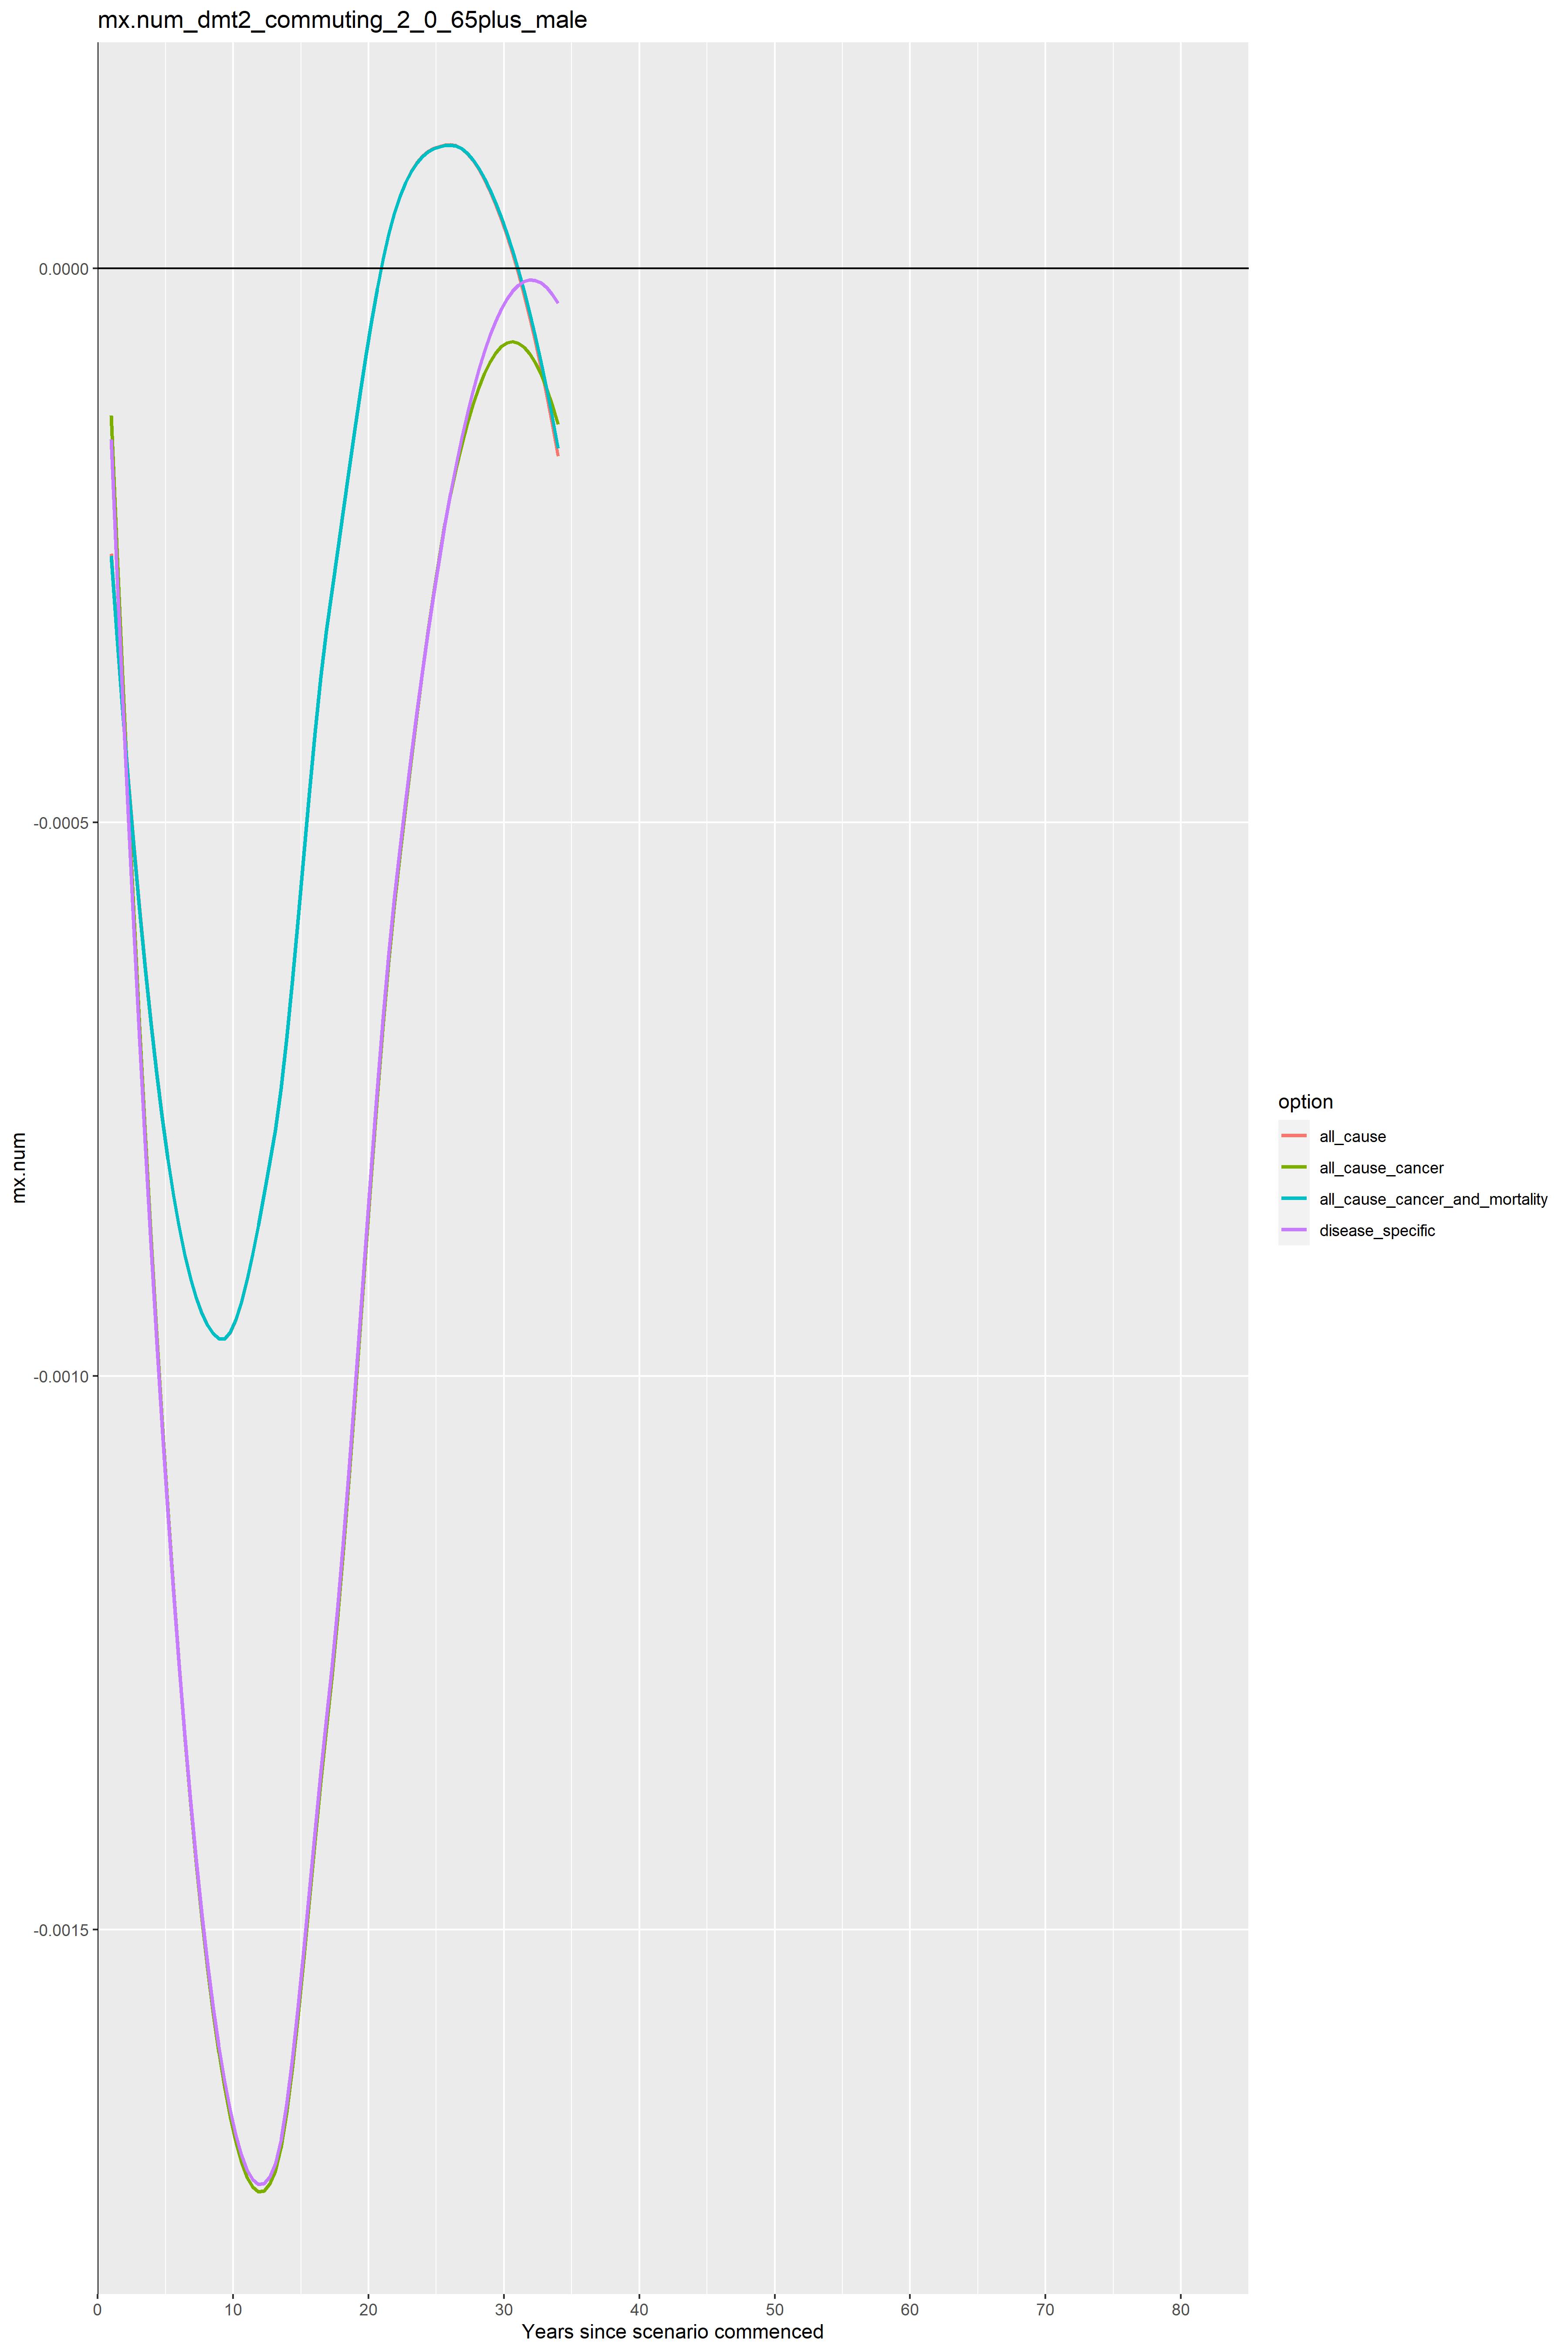 mx.num_dmt2_commuting_2_0_65plus_male
0.0000
-0.0005
-0.0010
-0.0015
mx.num
0 10 20 30 40 50 60 70 80
Years since scenario commenced
option
all_cause
all_cause_cancer
all_cause_cancer_and_mortality
disease_specific